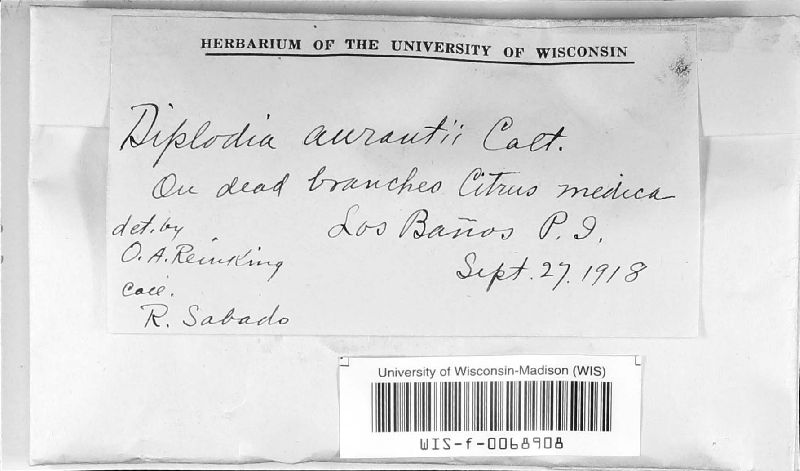 HERBARIUM OF THE UNIVERSITY OF WISCONSIN
Diplodia aurantii Catt.
On dead branches Citrus medica
Los Baños P.I.
Sept. 27. 1918
det. by
O. A. Reinking
coll.
R. Sabado
University of Wisconsin-Madison (WIS)
WIS-f-0068908